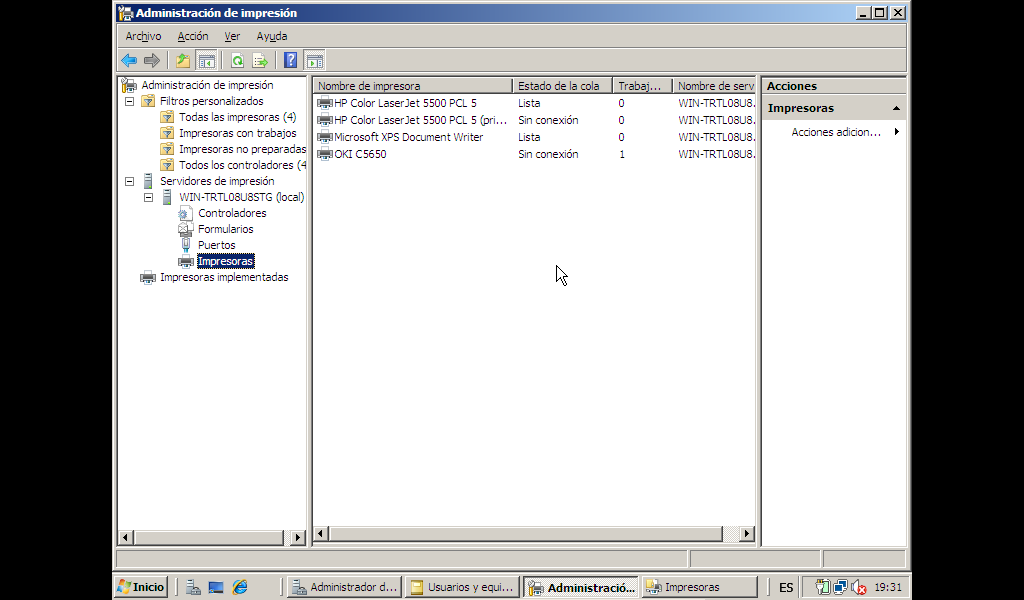 Administración de impresión
Archivo Acción Ver Ayuda
Administración de impresión
Filtros personalizados
Todas las impresoras (4)
Impresoras con trabajos
Impresoras no preparadas
Todos los controladores (4
Servidores de impresión
WIN-TRTL08U8STG (local)
Controladores
Formularios
Puertos
Impresoras
Impresoras implementadas
Nombre de impresora Estado de la cola Trabaj... Nombre de serv
HP Color LaserJet 5500 PCL 5 Lista 0 WIN-TRTL08U8.
HP Color LaserJet 5500 PCL 5 (pri... Sin conexión 0 WIN-TRTL08U8.
Microsoft XPS Document Writer Lista 0 WIN-TRTL08U8.
OKI C5650 Sin conexión 1 WIN-TRTL08U8.
Acciones
Impresoras
Acciones adicion...
Inicio Administrador d... Usuarios y equi... Administració... Impresoras ES 19:31